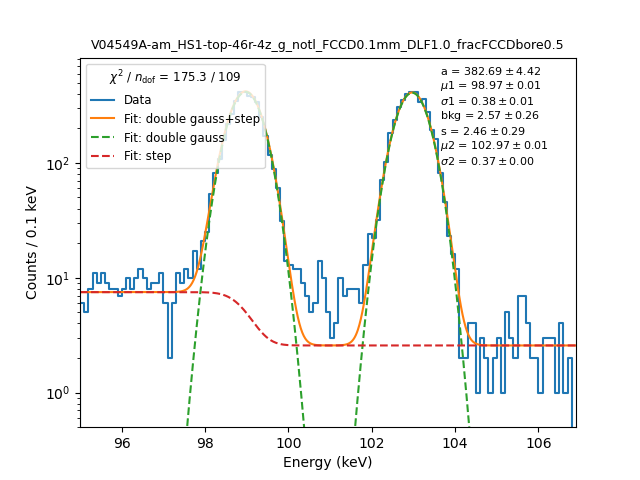 V04549A-am_HS1-top-46r-4z_g_notl_FCCD0.1mm_DLF1.0_fracFCCDbore0.5
χ² / n_dof = 175.3 / 109
Data
Fit: double gauss+step
Fit: double gauss
Fit: step
a = 382.69 ± 4.42
μ1 = 98.97 ± 0.01
σ1 = 0.38 ± 0.01
bkg = 2.57 ± 0.26
s = 2.46 ± 0.29
μ2 = 102.97 ± 0.01
σ2 = 0.37 ± 0.00
Counts / 0.1 keV
10²
10¹
10⁰
96 98 100 102 104 106
Energy (keV)